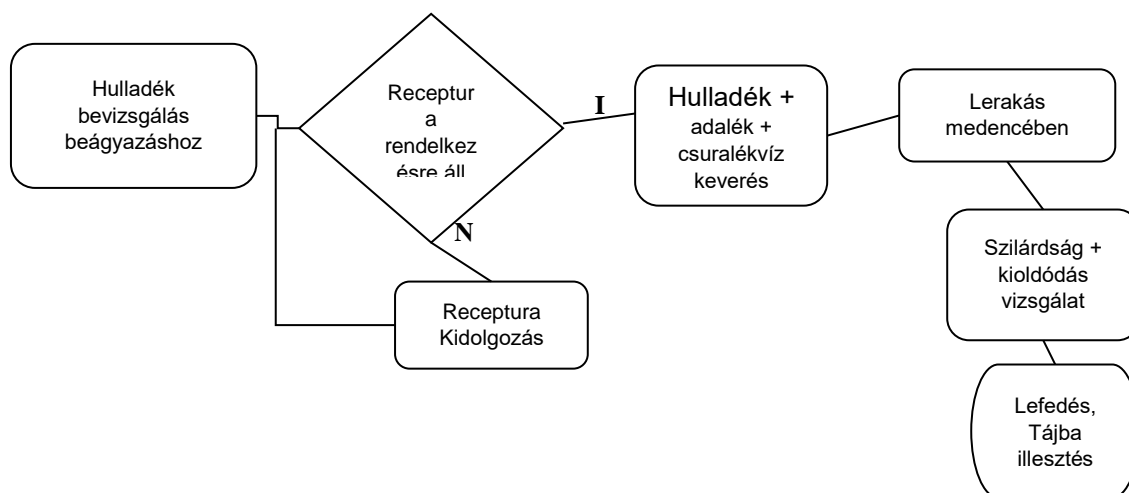 Hulladék
bevizsgálás
beágyazáshoz
Receptur
a
rendelkez
ésre áll
I
N
Hulladék +
adalék +
csuralékvíz
keverés
Lerakás
medencében
Receptura
Kidolgozás
Szilárdság +
kioldódás
vizsgálat
Lefedés,
Tájba
illesztés